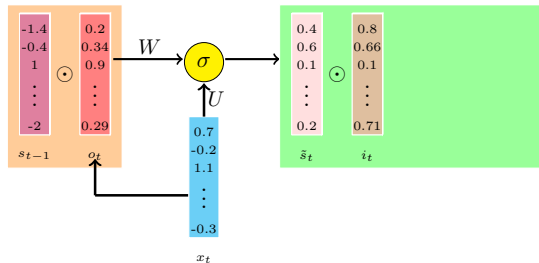 -1.4 0.2 0.4 0.8
-0.4 0.34 W σ 0.6 0.66
1 ⊙ 0.9 0.1 ⊙ 0.1
⋮ ⋮ U ⋮ ⋮
-2 0.29 0.7 0.2 0.71
-0.2
s_{t-1} o_t 1.1 s̃_t i_t
⋮
-0.3
x_t